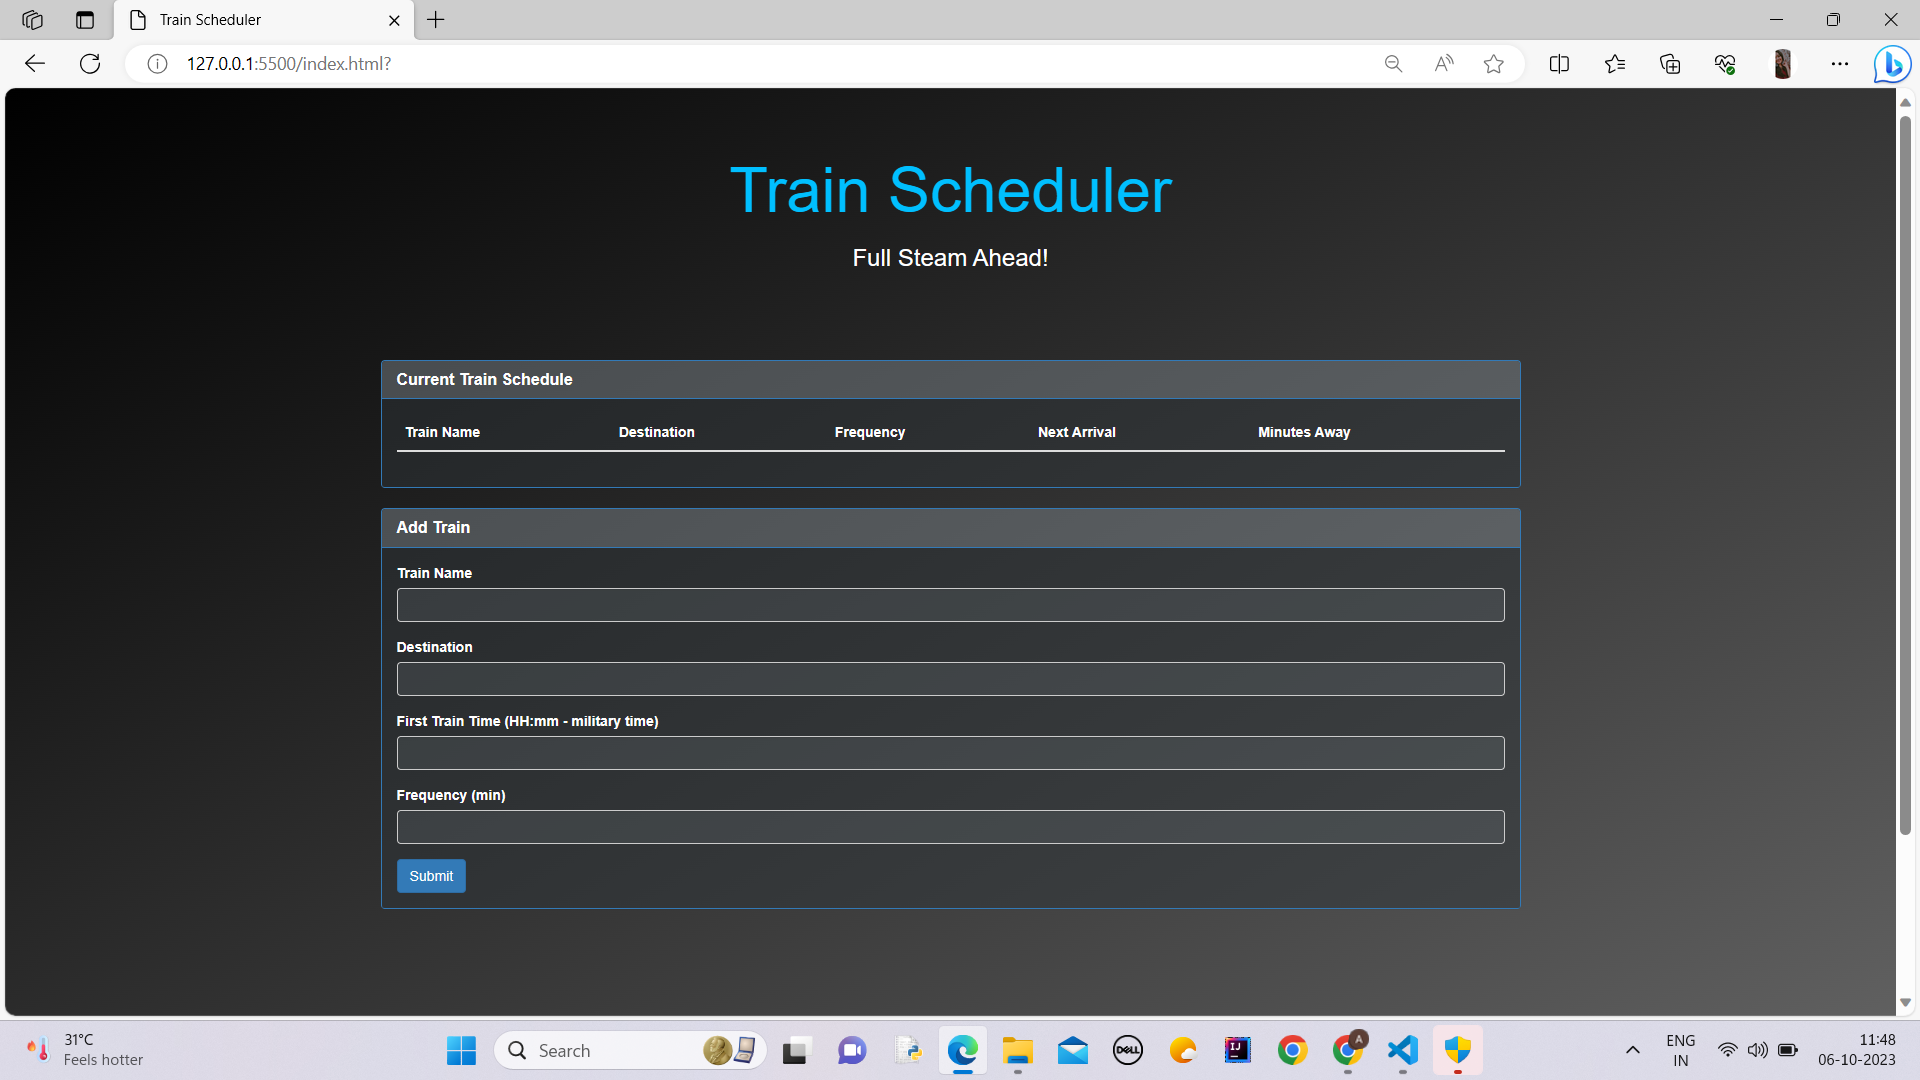 Train Scheduler
127.0.0.1:5500/index.html?
Train Scheduler
Full Steam Ahead!
Current Train Schedule
Train Name Destination Frequency Next Arrival Minutes Away
Add Train
Train Name
Destination
First Train Time (HH:mm - military time)
Frequency (min)
Submit
31°C
Feels hotter
Search
DELL
IJ
A
ENG
IN
11:48
06-10-2023